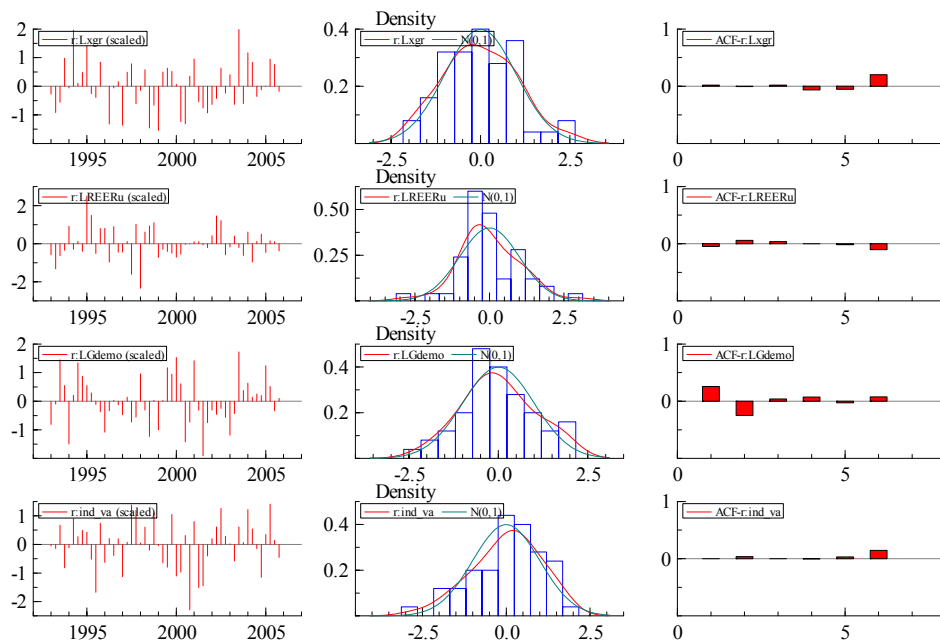 Density
2 r:Lxgr (scaled) 0.4 r:Lxgr N(0,1) 1 ACF-r:Lxgr
1
0 0.2 0
-1
1995 2000 2005 -2.5 0.0 2.5 0 5
Density
r:LREERu (scaled) r:LREERu N(0,1) 1 ACF-r:LREERu
2 0.50
0 0.25 0
-2
1995 2000 2005 -2.5 0.0 2.5 0 5
Density
2 r:LGdemo (scaled) r:LGdemo N(0,1) 1 ACF-r:LGdemo
1 0.4
0 0.2 0
-1
1995 2000 2005 -2.5 0.0 2.5 0 5
Density
r:ind_va (scaled) r:ind_va N(0,1) 1 ACF-r:ind_va
1 0.4
0 0
-1 0.2
-2
1995 2000 2005 -2.5 0.0 2.5 0 5